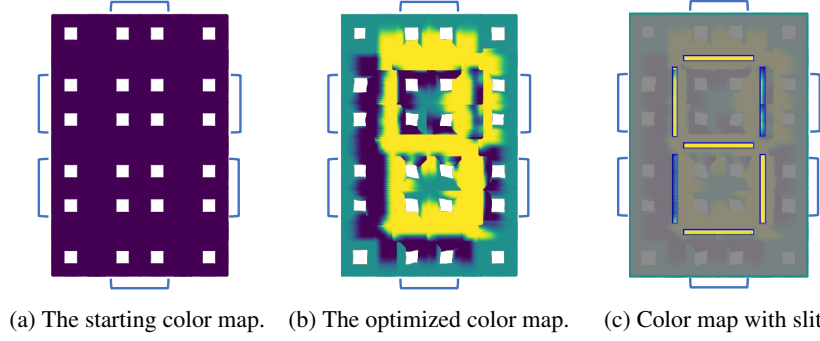 (a) The starting color map.
(b) The optimized color map.
(c) Color map with slit